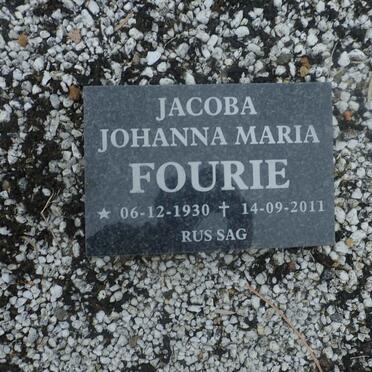 JACOBA
JOHANNA MARIA
FOURIE
★ 06-12-1930 ✝ 14-09-2011
RUS SAG